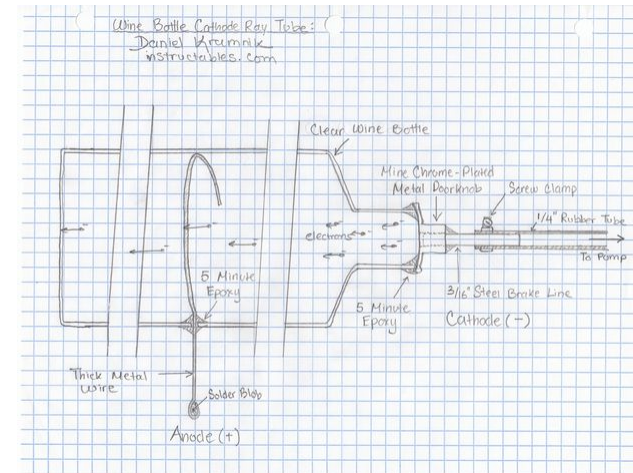 Wine Bottle Cathode Ray Tube:
Daniel Kramnik
instructables.com
Clear Wine Bottle
Mine Chrome-Plated
Metal Doorknob
Screw Clamp
1/4" Rubber Tube
electrons
To Pump
5 Minute
Epoxy
3/16" Steel Brake Line
5 Minute
Epoxy
Cathode (-)
Thick Metal
Wire
Solder Blob
Anode (+)